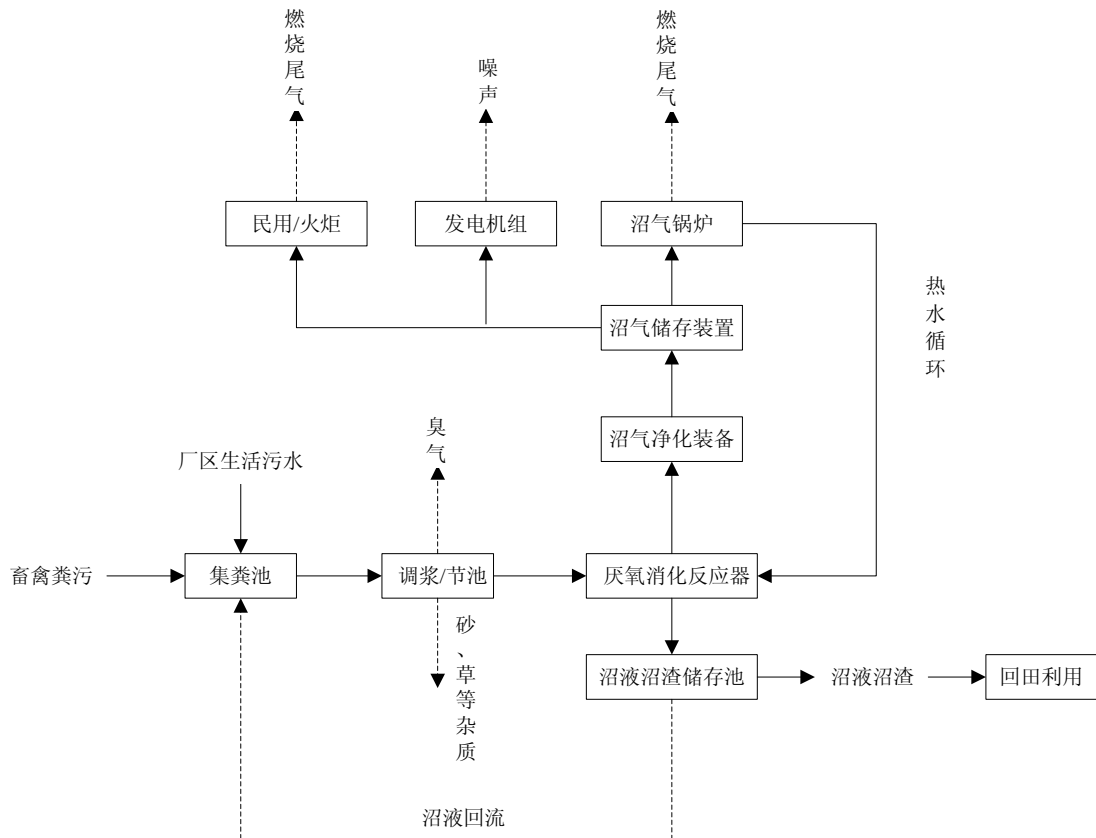 燃烧尾气
噪声
燃烧尾气
民用/火炬
发电机组
沼气锅炉
热水循环
沼气储存装置
沼气净化装备
臭气
厂区生活污水
畜禽粪污
集粪池
调浆/节池
厌氧消化反应器
砂、草等杂质
沼液沼渣储存池
沼液沼渣
回田利用
沼液回流